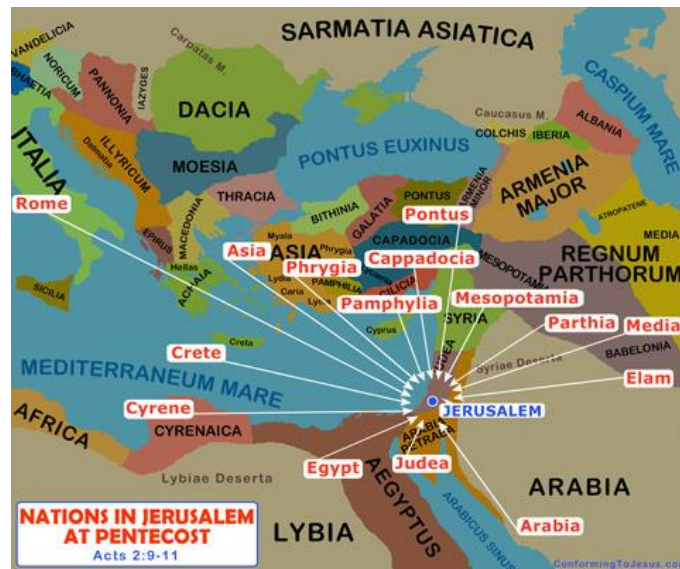 SARMATIA ASIATICA
VANDELICIA
NORICUM
RHAETIA
PANNONIA
IAZYGES
Carpatas M.
DACIA
CASPIUM MARE
Caucasus M.
ALBANIA
COLCHIS
IBERIA
ITALIA
ILLYRICUM
Dalmatia
MOESIA
PONTUS EUXINUS
ARMENIA MINOR
ARMENIA MAJOR
THRACIA
MACEDONIA
BITHINIA
GALATIA
PONTUS
Rome
Pontus
ATROPATENE
MEDIA
EPIRUS
Hellas
ACHAIA
Asia
Mysia
ASIA
Phrygia
Phrygia
CAPADOCIA
Cappadocia
MESOPOTAMIA
REGNUM PARTHORUM
Lydia
Caria
Lycia
PAMPHILIA
CILICIA
Pamphylia
Mesopotamia
SICILIA
SYRIA
Cyprus
Creta
Crete
Parthia
Media
MEDITERRANEUM MARE
JUDEA
Syriae Deserta
BABELONIA
Elam
AFRICA
Cyrene
CYRENAICA
JERUSALEM
ARABIA PETRAEA
Egypt
Judea
Lybiae Deserta
AEGYPTUS
ARABIA
NATIONS IN JERUSALEM
AT PENTECOST
Acts 2:9-11
LYBIA
ARABICUS SINUS
Arabia
ConformingToJesus.com